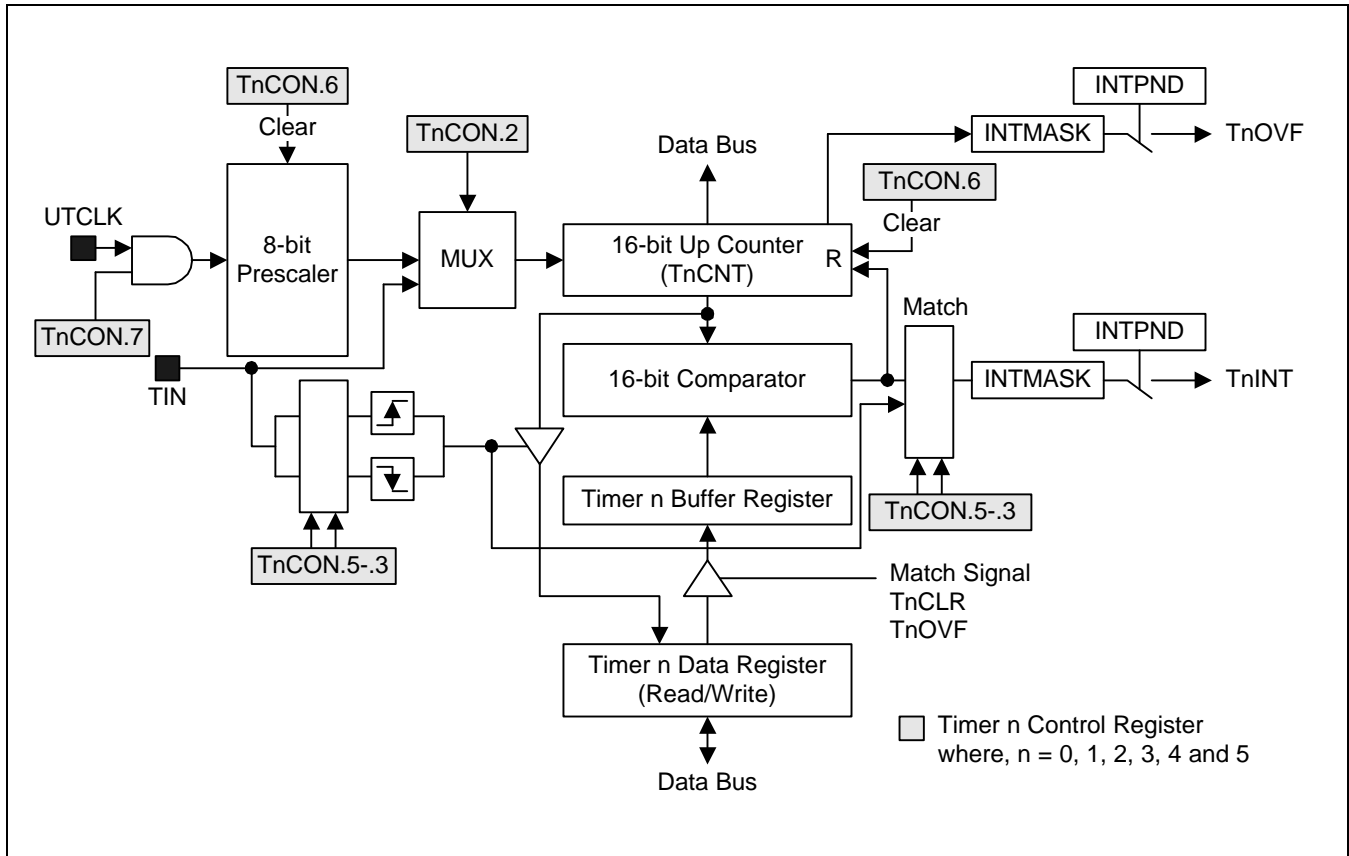 TnCON.6
Clear
TnCON.2
Data Bus
INTPND
INTMASK
TnOVF
TnCON.6
Clear
UTCLK
8-bit
Prescaler
MUX
16-bit Up Counter
(TnCNT)
R
TnCON.7
TIN
Match
16-bit Comparator
INTPND
INTMASK
TnINT
Timer n Buffer Register
TnCON.5-.3
TnCON.5-.3
Match Signal
TnCLR
TnOVF
Timer n Data Register
(Read/Write)
Data Bus
Timer n Control Register
where, n = 0, 1, 2, 3, 4 and 5